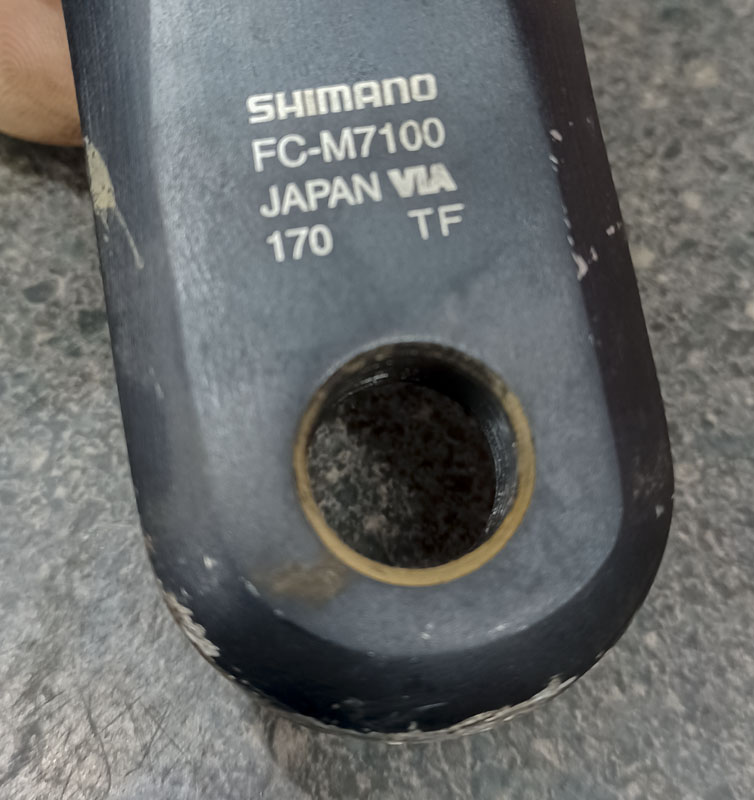 SHIMANO
FC-M7100
JAPAN VIA
170 TF